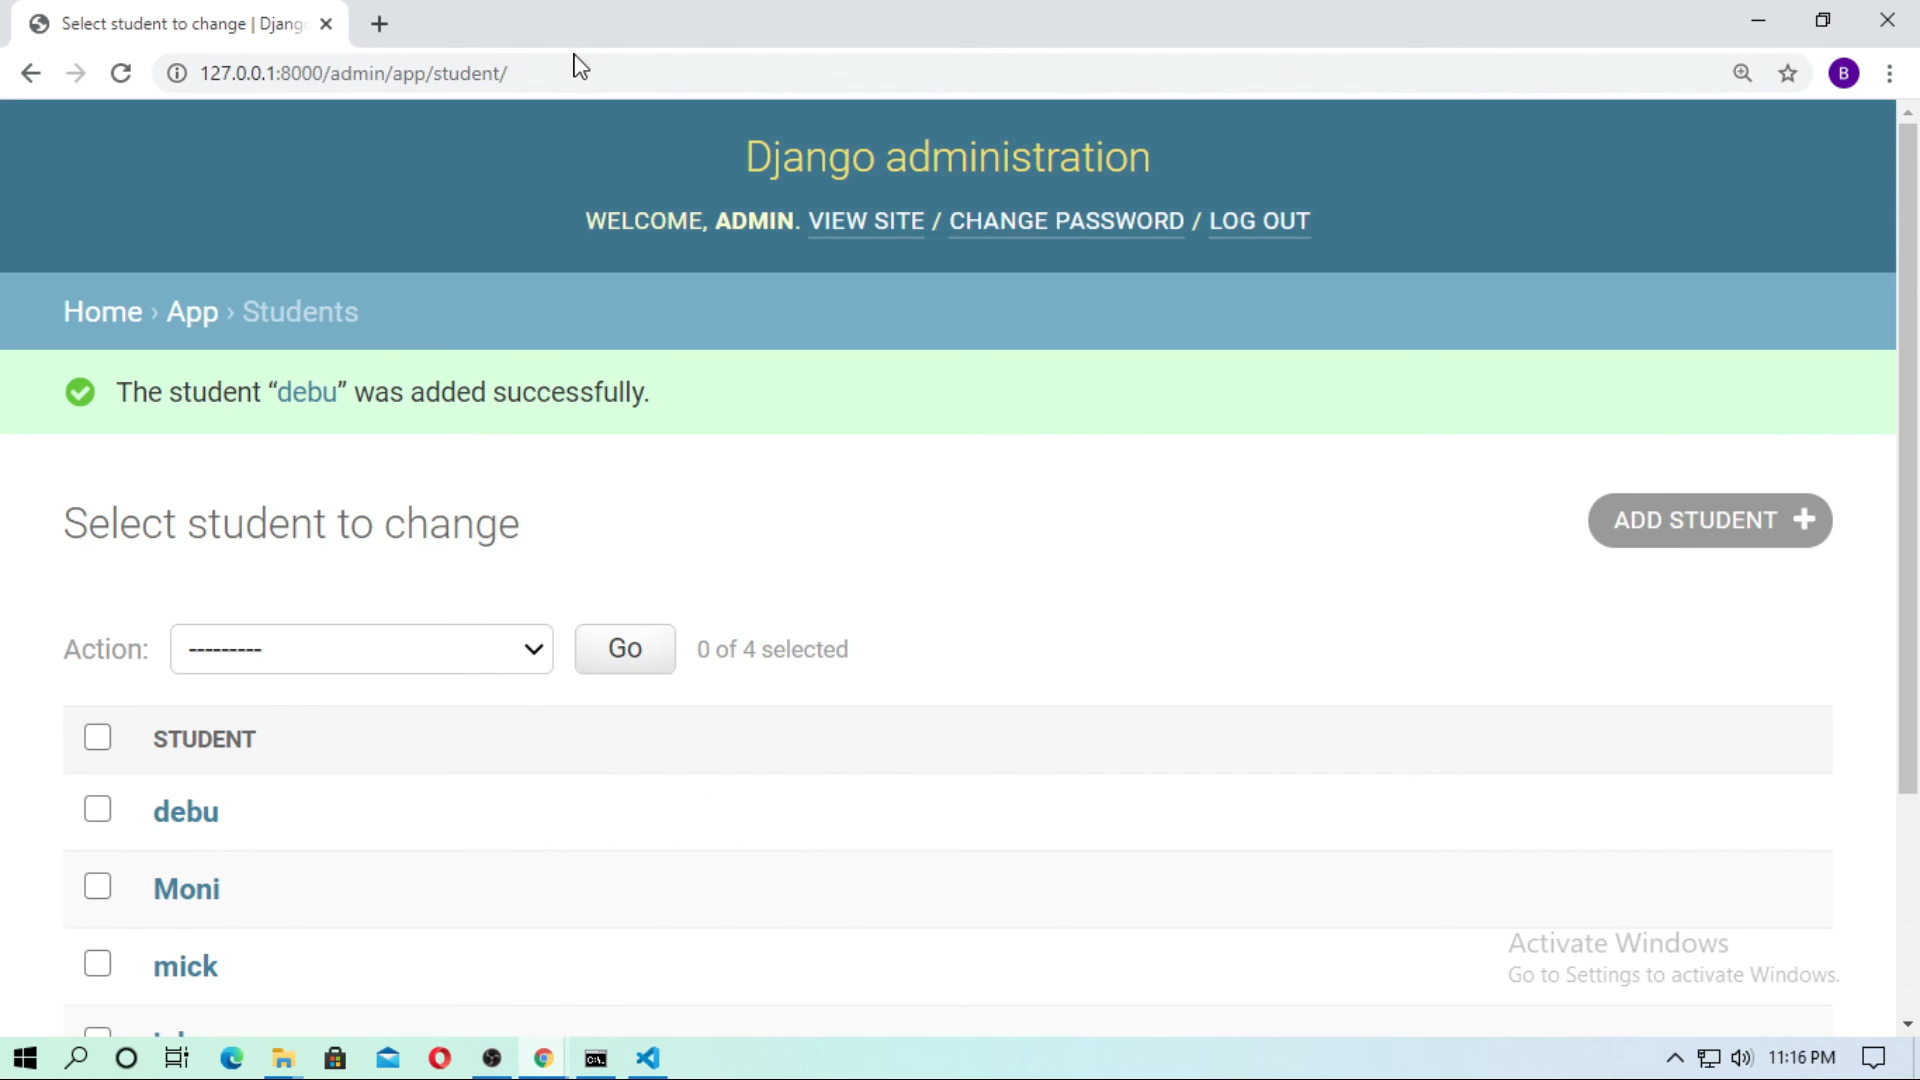 Select student to change | Djang
127.0.0.1:8000/admin/app/student/
B
Django administration
WELCOME, ADMIN. VIEW SITE / CHANGE PASSWORD / LOG OUT
Home › App › Students
The student “debu” was added successfully.
Select student to change
ADD STUDENT +
Action: --------- Go 0 of 4 selected
STUDENT
debu
Moni
mick
Activate Windows
Go to Settings to activate Windows.
11:16 PM